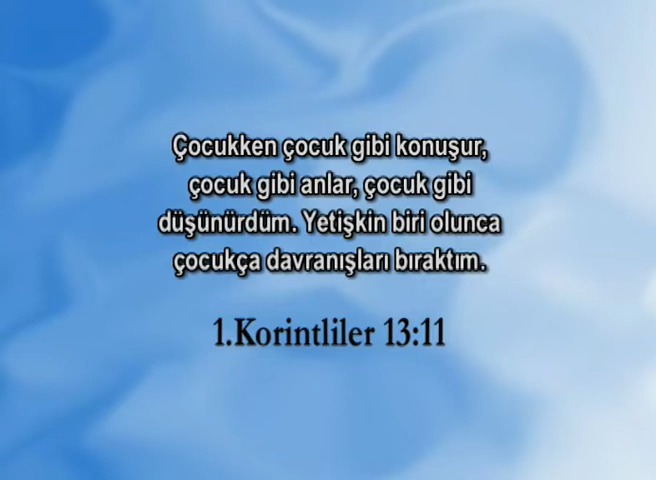 Çocukken çocuk gibi konuşur,
çocuk gibi anlar, çocuk gibi
düşünürdüm. Yetişkin biri olunca
çocukça davranışları bıraktım.
1.Korintliler 13:11